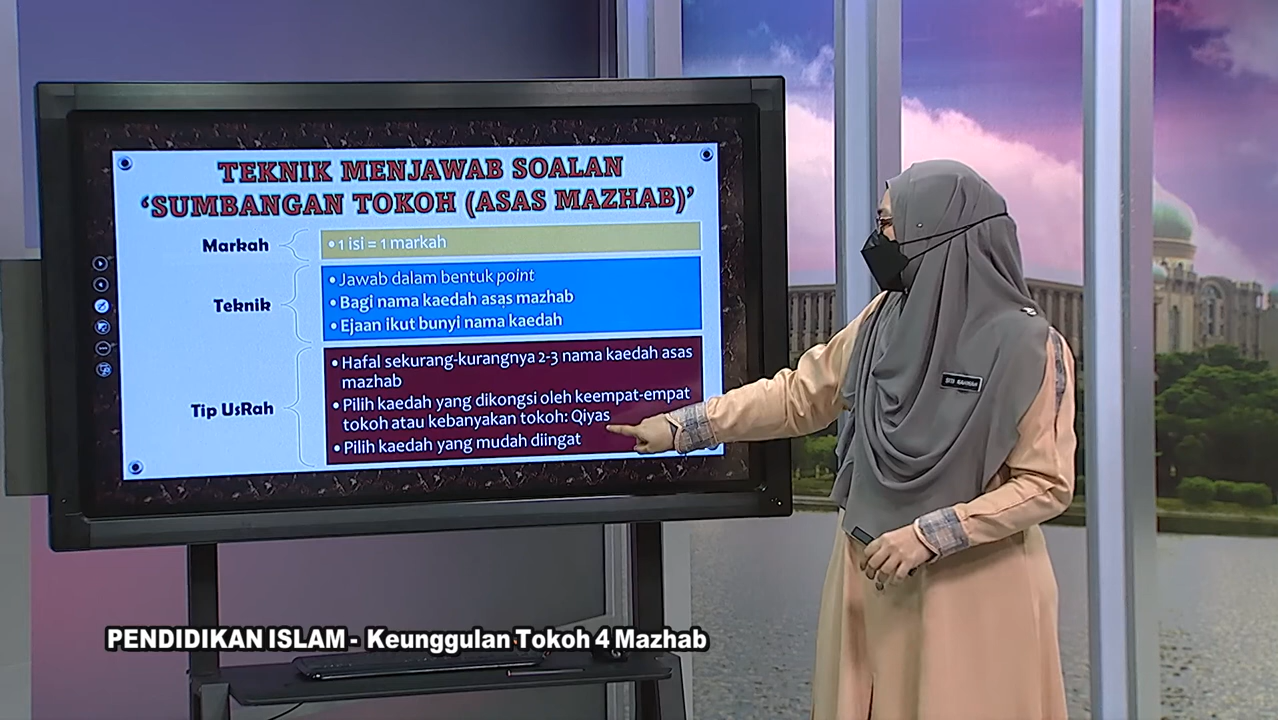 TEKNIK MENJAWAB SOALAN
‘SUMBANGAN TOKOH (ASAS MAZHAB)’
Markah
• 1 isi = 1 markah
Teknik
• Jawab dalam bentuk point
• Bagi nama kaedah asas mazhab
• Ejaan ikut bunyi nama kaedah
Tip UsRah
• Hafal sekurang-kurangnya 2-3 nama kaedah asas
mazhab
• Pilih kaedah yang dikongsi oleh keempat-empat
tokoh atau kebanyakan tokoh: Qiyas
• Pilih kaedah yang mudah diingat
SITI RAHMAH
PENDIDIKAN ISLAM - Keunggulan Tokoh 4 Mazhab